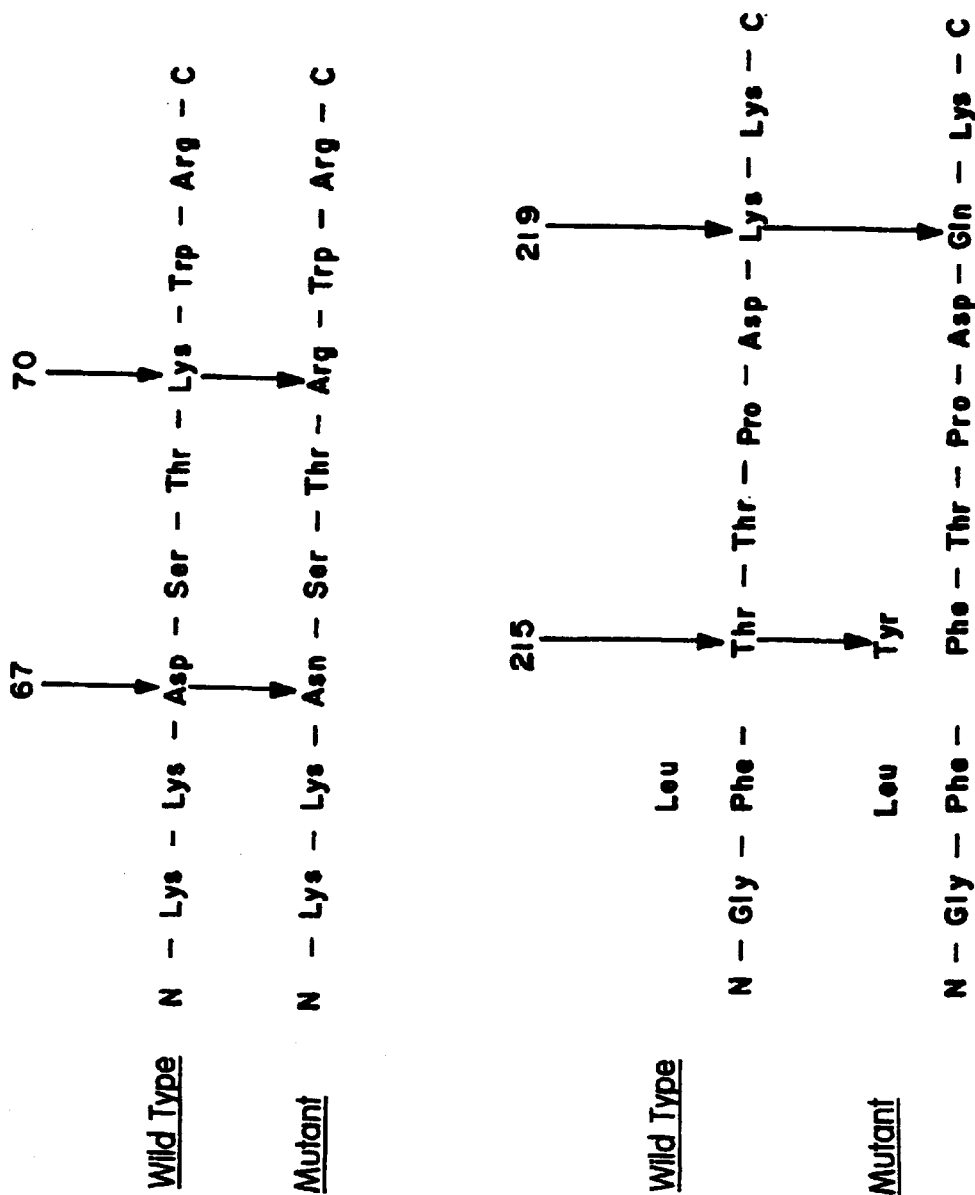 67 70
Wild Type N – Lys – Lys – Asp – Ser – Thr – Lys – Trp – Arg – C
Mutant N – Lys – Lys – Asn – Ser – Thr – Arg – Trp – Arg – C
215 219
Leu
Wild Type N – Gly – Phe – Thr – Thr – Pro – Asp – Lys – Lys – C
Leu Tyr
Mutant N – Gly – Phe – Phe – Thr – Pro – Asp – Gln – Lys – C